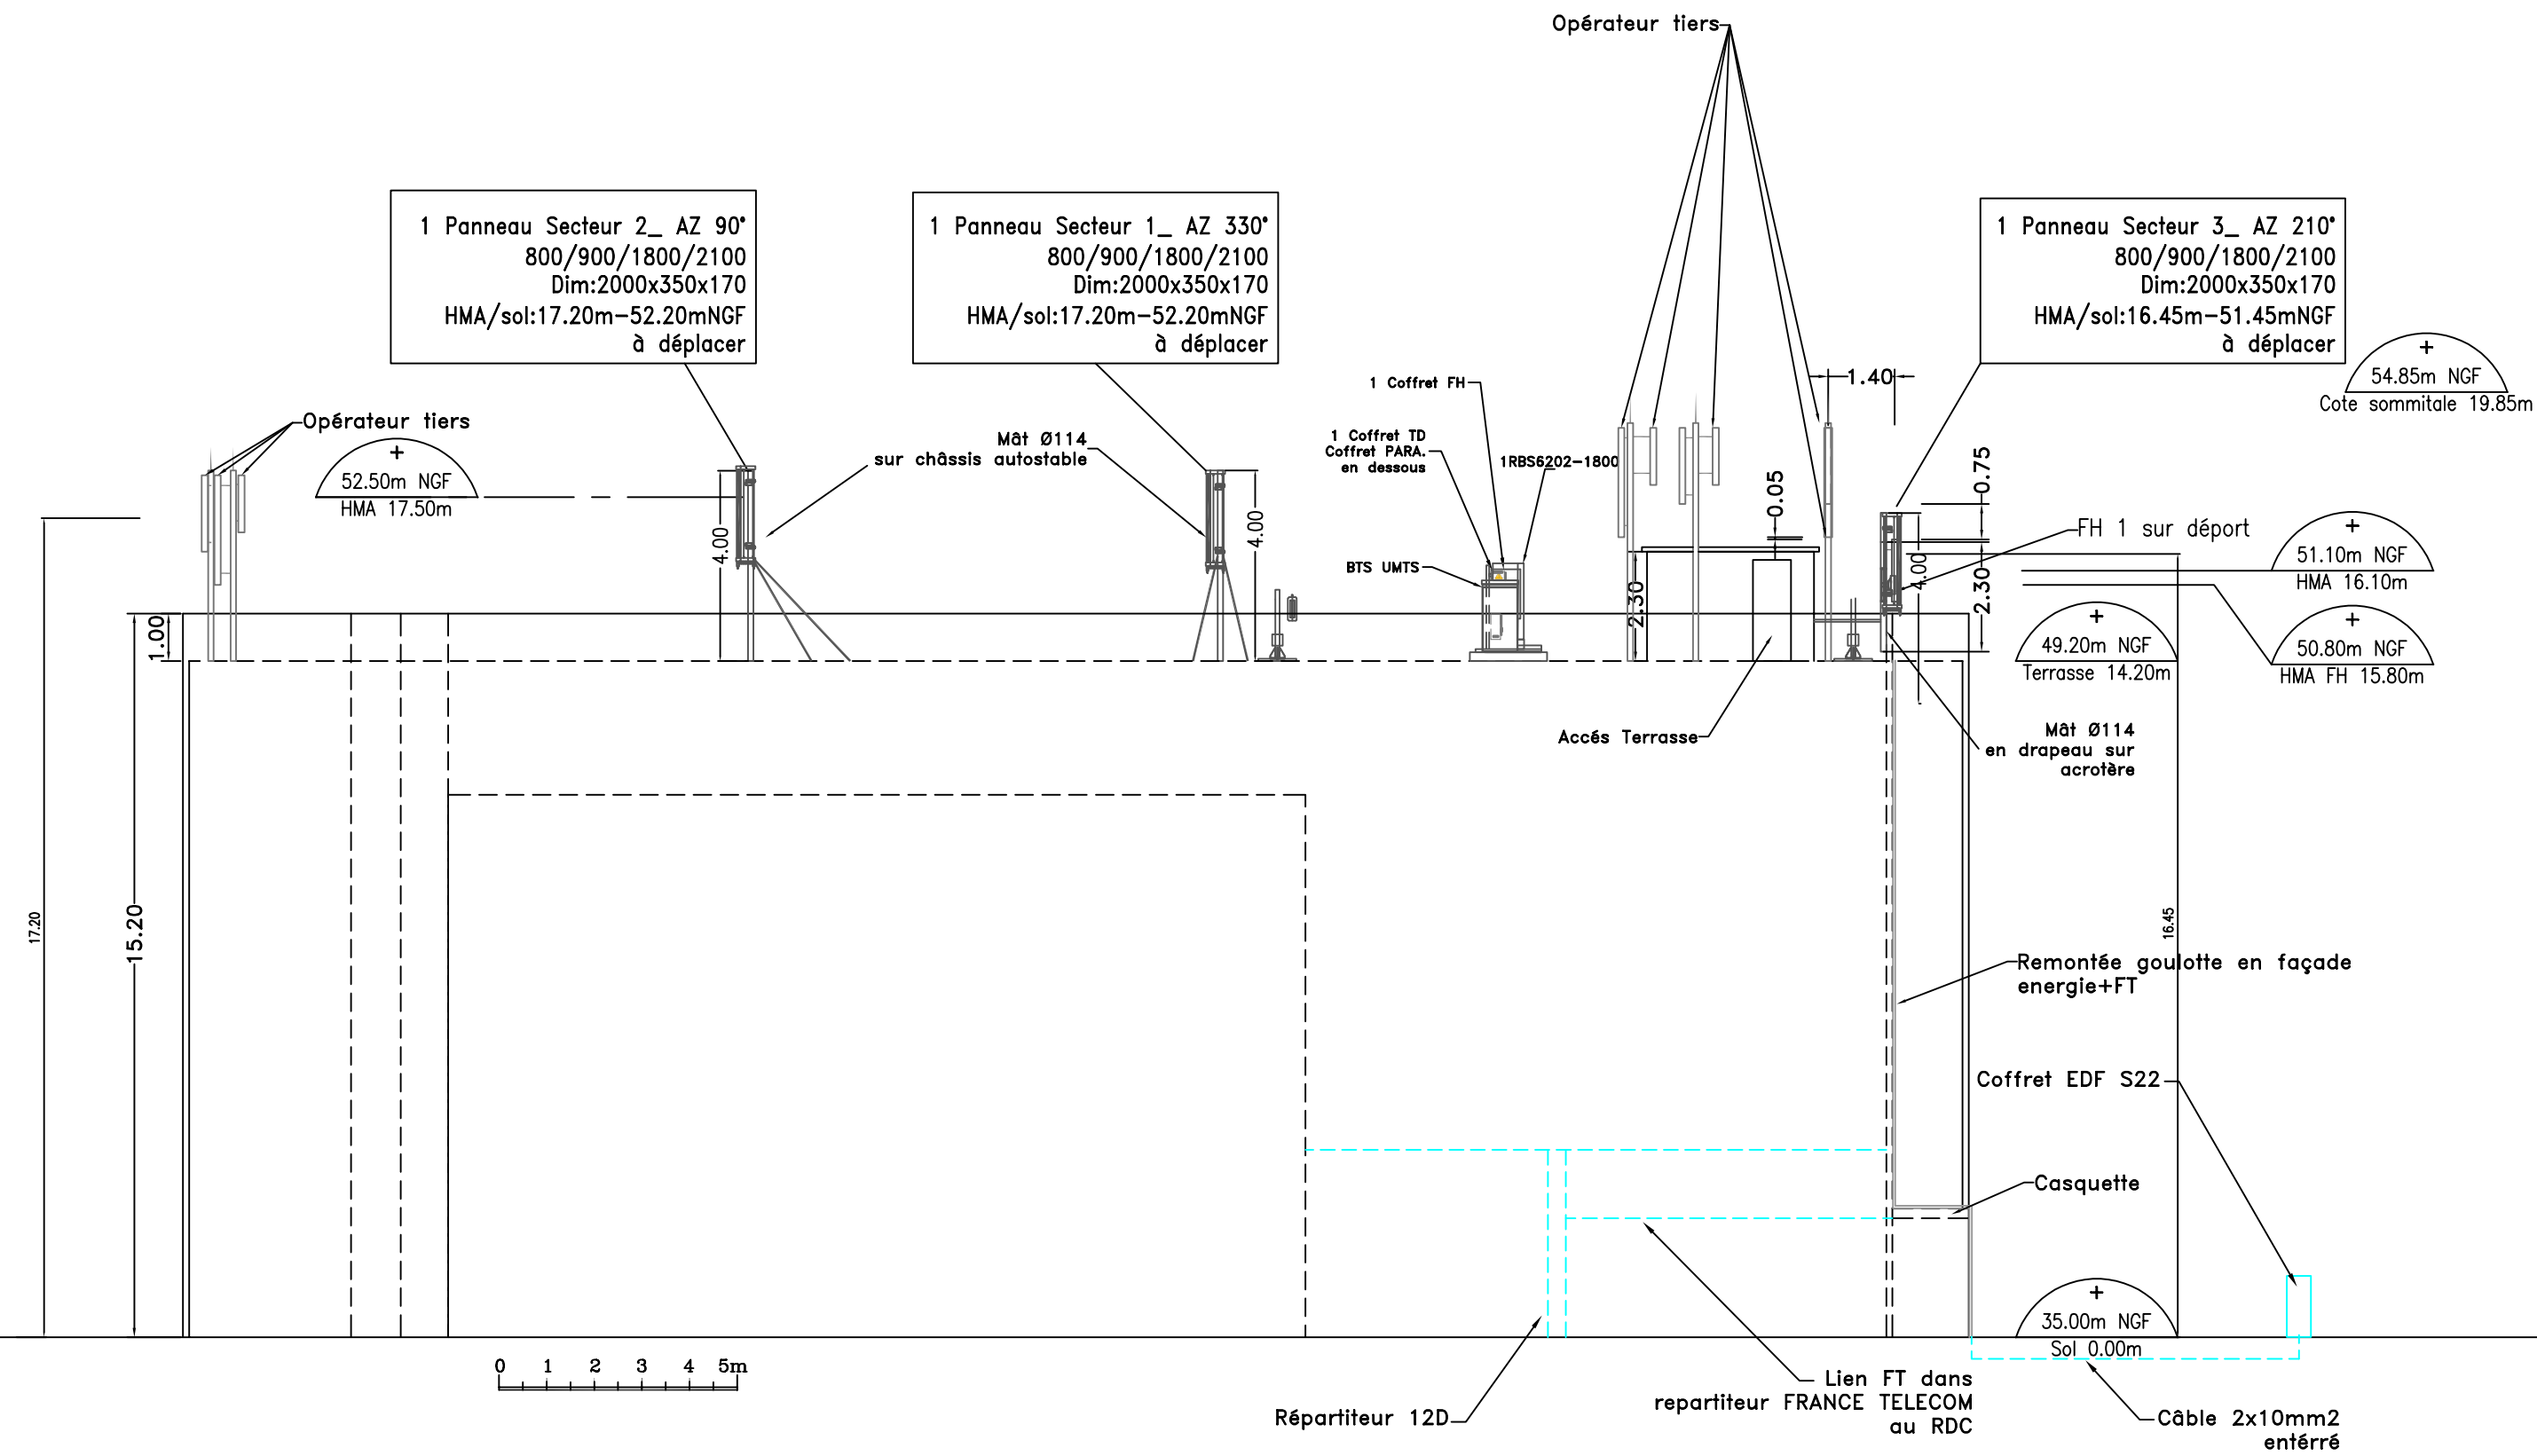 Opérateur tiers
1 Panneau Secteur 2_ AZ 90°
800/900/1800/2100
Dim:2000x350x170
HMA/sol:17.20m-52.20mNGF
à déplacer
1 Panneau Secteur 1_ AZ 330°
800/900/1800/2100
Dim:2000x350x170
HMA/sol:17.20m-52.20mNGF
à déplacer
1 Panneau Secteur 3_ AZ 210°
800/900/1800/2100
Dim:2000x350x170
HMA/sol:16.45m-51.45mNGF
à déplacer
+
54.85m NGF
Cote sommitale 19.85m
1.40
1 Coffret FH
Opérateur tiers
+
52.50m NGF
HMA 17.50m
Mât Ø114
sur châssis autostable
1 Coffret TD
Coffret PARA.
en dessous
1RBS6202-1800
0.75
0.05
4.00
4.00
FH 1 sur déport
+
51.10m NGF
HMA 16.10m
BTS UMTS
2.30
4.00
2.30
1.00
+
49.20m NGF
Terrasse 14.20m
+
50.80m NGF
HMA FH 15.80m
Accés Terrasse
Mât Ø114
en drapeau sur
acrotère
17.20
15.20
16.45
Remontée goulotte en façade
energie+FT
Coffret EDF S22
Casquette
+
35.00m NGF
Sol 0.00m
0 1 2 3 4 5m
Lien FT dans
repartiteur FRANCE TELECOM
au RDC
Répartiteur 12D
Câble 2x10mm2
entérré